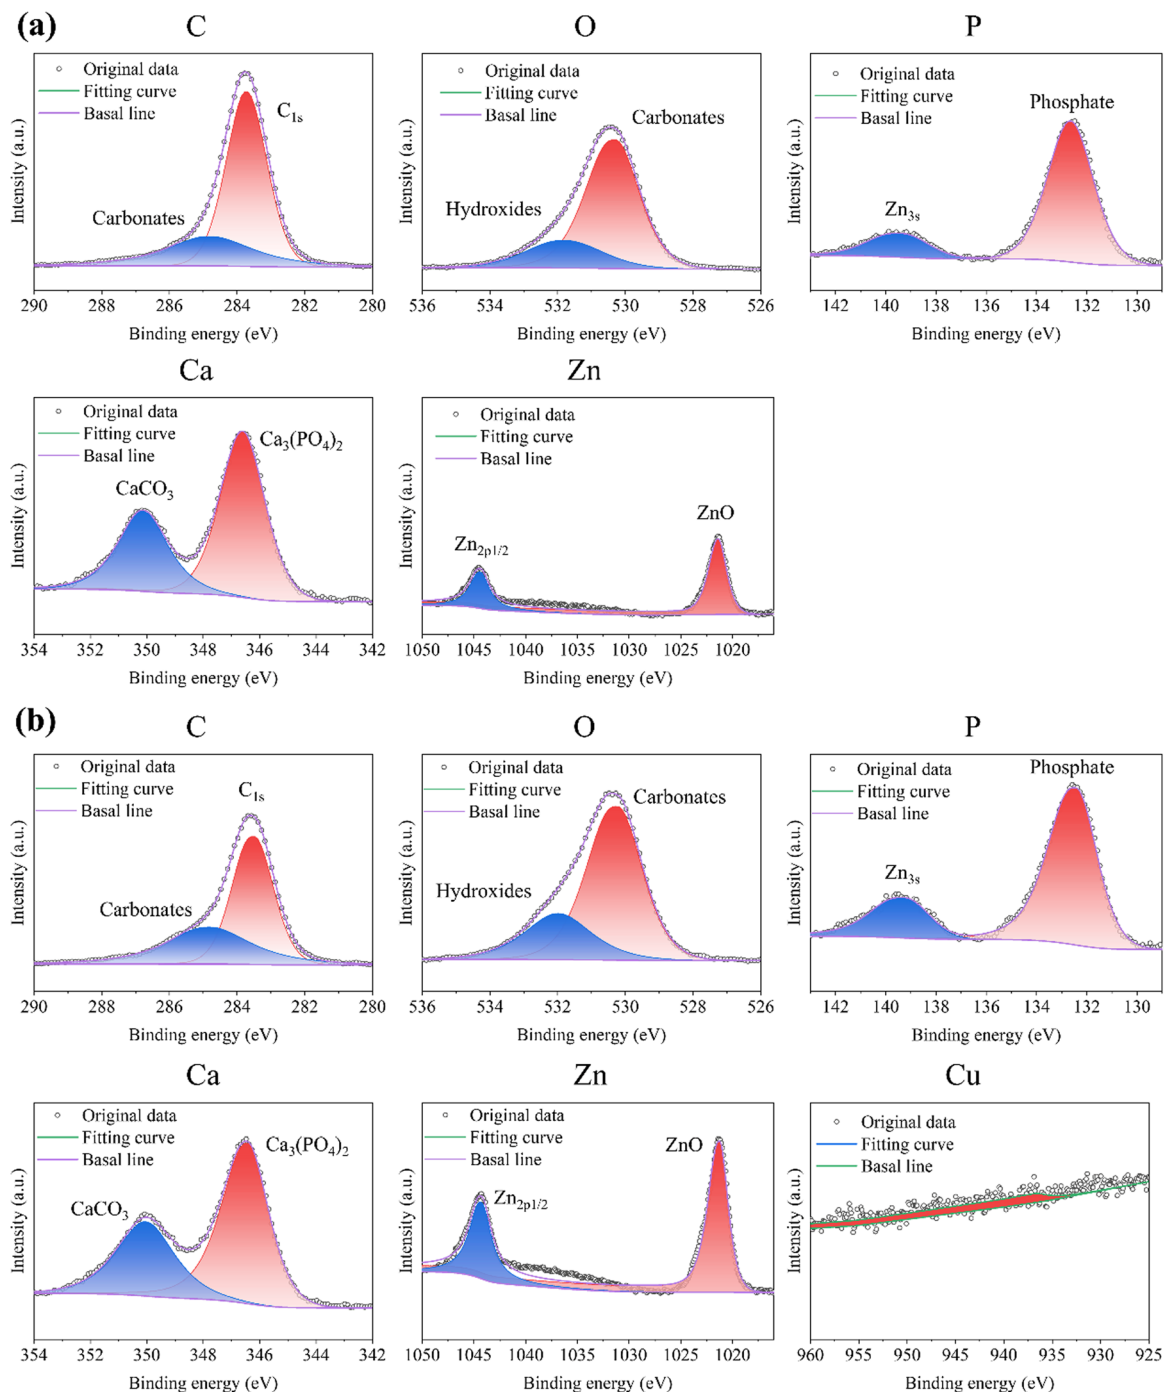 (a)
C
Original data
Fitting curve
Basal line
C1s
Carbonates
Intensity (a.u.)
290 288 286 284 282 280
Binding energy (eV)
O
Original data
Fitting curve
Basal line
Carbonates
Hydroxides
Intensity (a.u.)
536 534 532 530 528 526
Binding energy (eV)
P
Original data
Fitting curve
Basal line
Phosphate
Zn3s
Intensity (a.u.)
142 140 138 136 134 132 130
Binding energy (eV)
Ca
Original data
Fitting curve
Basal line
Ca3(PO4)2
CaCO3
Intensity (a.u.)
354 352 350 348 346 344 342
Binding energy (eV)
Zn
Original data
Fitting curve
Basal line
ZnO
Zn2p1/2
Intensity (a.u.)
1050 1045 1040 1035 1030 1025 1020
Binding energy (eV)
(b)
C
Original data
Fitting curve
Basal line
C1s
Carbonates
Intensity (a.u.)
290 288 286 284 282 280
Binding energy (eV)
O
Original data
Fitting curve
Basal line
Carbonates
Hydroxides
Intensity (a.u.)
536 534 532 530 528 526
Binding energy (eV)
P
Original data
Fitting curve
Basal line
Phosphate
Zn3s
Intensity (a.u.)
142 140 138 136 134 132 130
Binding energy (eV)
Ca
Original data
Fitting curve
Basal line
Ca3(PO4)2
CaCO3
Intensity (a.u.)
354 352 350 348 346 344 342
Binding energy (eV)
Zn
Original data
Fitting curve
Basal line
ZnO
Zn2p1/2
Intensity (a.u.)
1050 1045 1040 1035 1030 1025 1020
Binding energy (eV)
Cu
Original data
Fitting curve
Basal line
Intensity (a.u.)
960 955 950 945 940 935 930 925
Binding energy (eV)